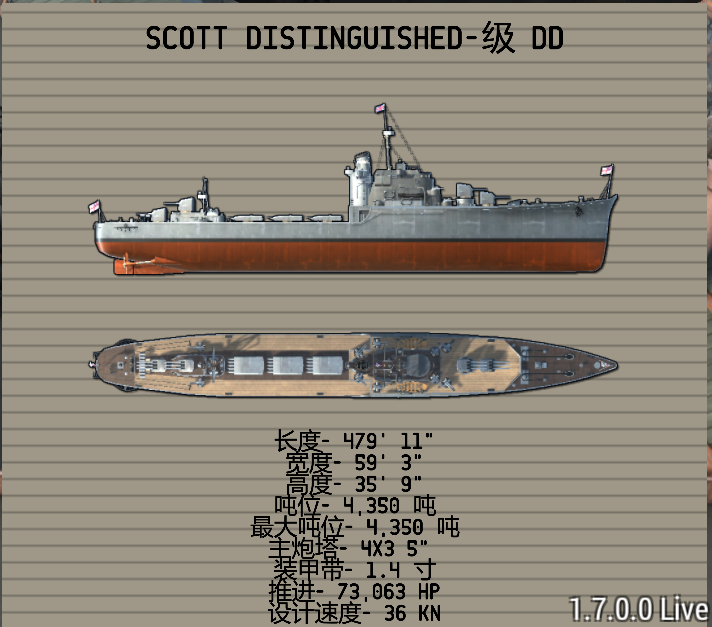 SCOTT DISTINGUISHED-级 DD
长度- 479' 11"
宽度- 59' 3"
高度- 35' 9"
吨位- 4,350 吨
最大吨位- 4,350 吨
主炮塔- 4X3 5"
装甲带- 1.4 寸
推进- 73,063 HP
设计速度- 36 KN
1.7.0.0 Live